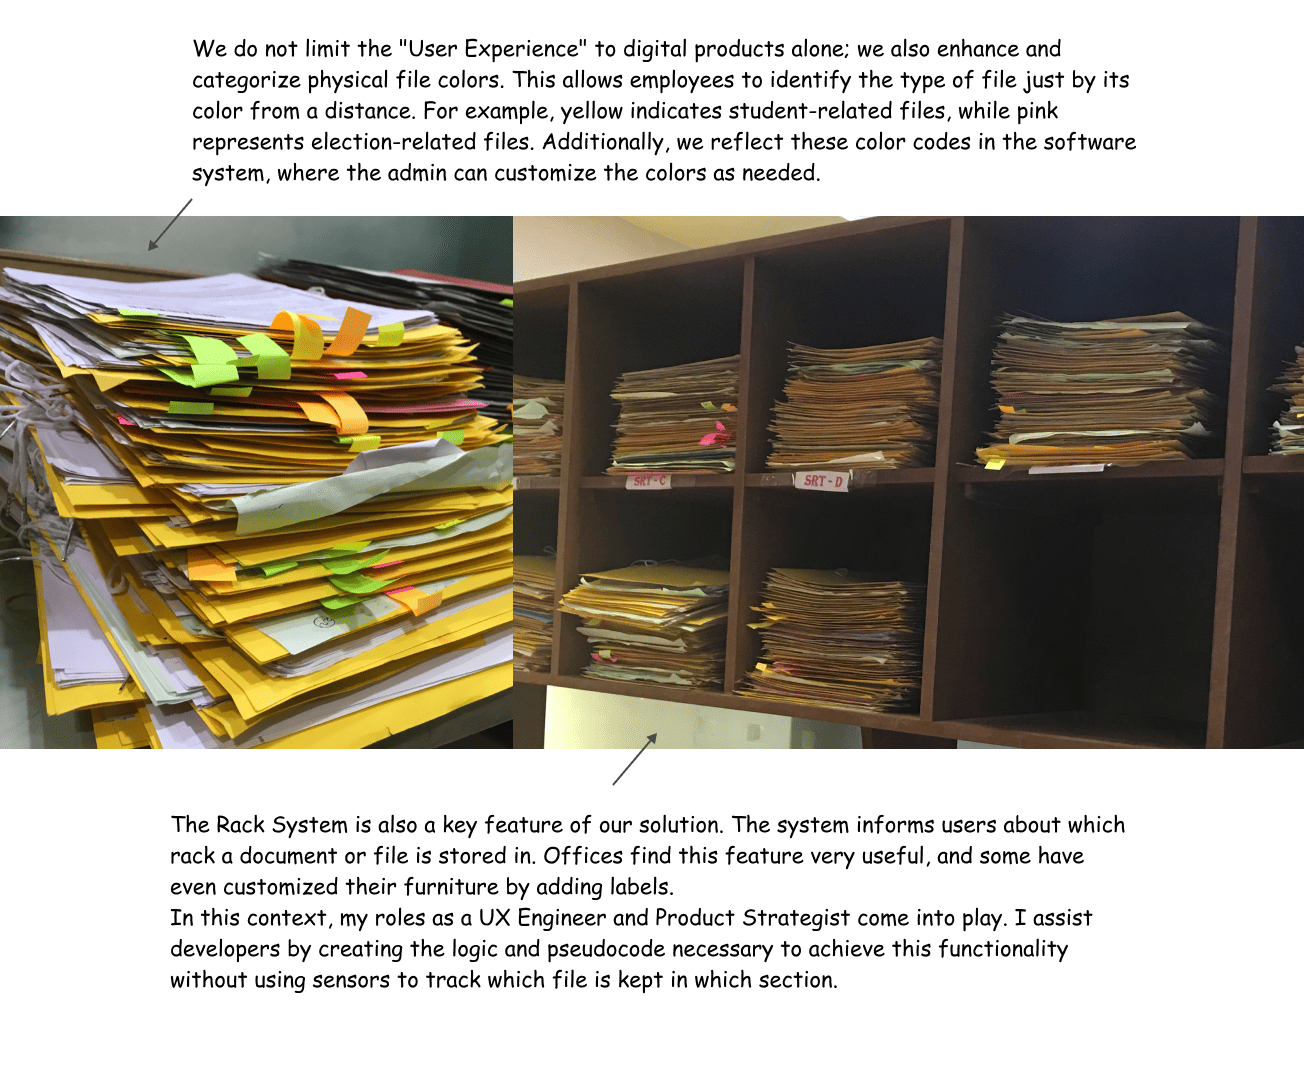 We do not limit the "User Experience" to digital products alone; we also enhance and
categorize physical file colors. This allows employees to identify the type of file just by its
color from a distance. For example, yellow indicates student-related files, while pink
represents election-related files. Additionally, we reflect these color codes in the software
system, where the admin can customize the colors as needed.
SRT-C
SRT-D
The Rack System is also a key feature of our solution. The system informs users about which
rack a document or file is stored in. Offices find this feature very useful, and some have
even customized their furniture by adding labels.
In this context, my roles as a UX Engineer and Product Strategist come into play. I assist
developers by creating the logic and pseudocode necessary to achieve this functionality
without using sensors to track which file is kept in which section.